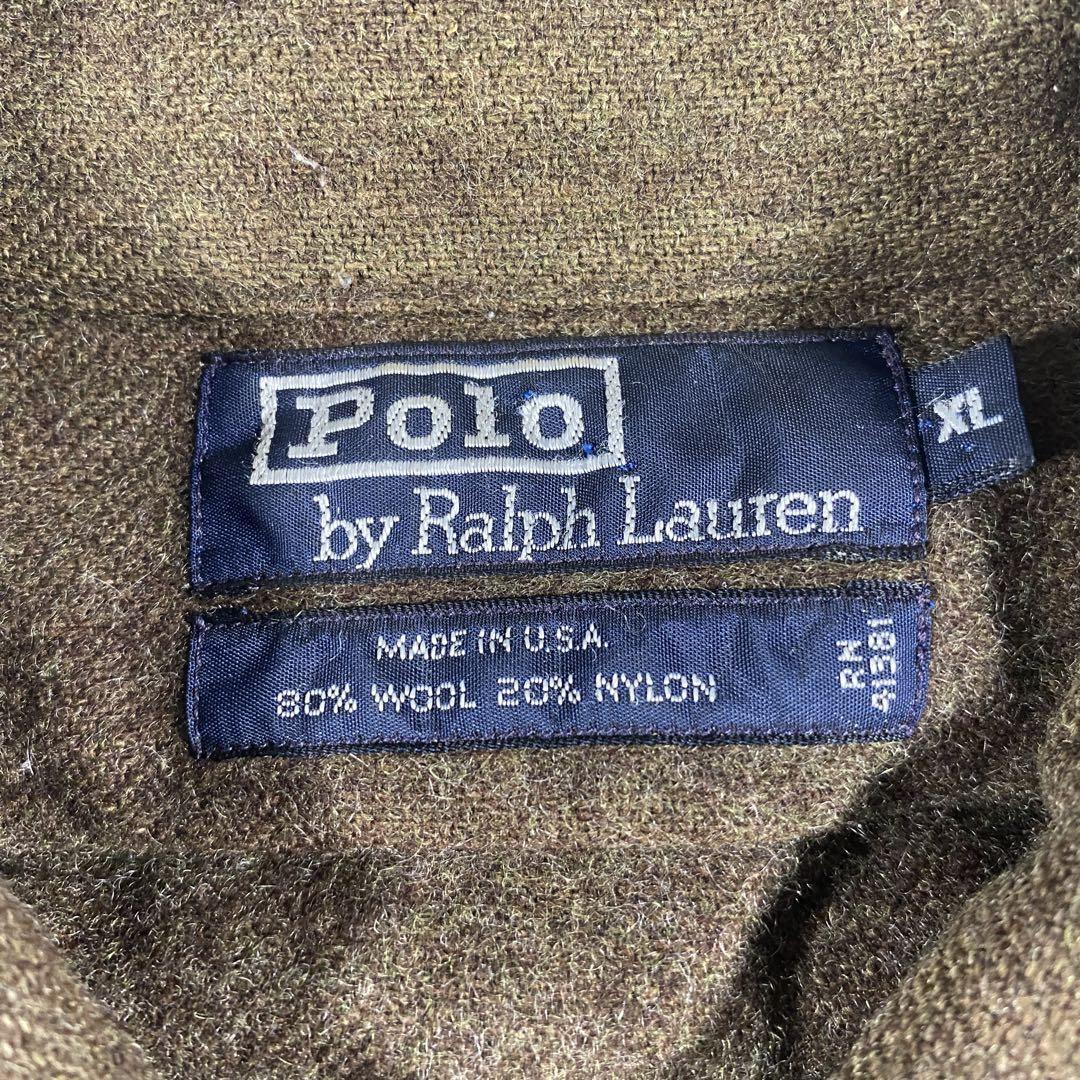 Polo
by Ralph Lauren
XL
MADE IN U.S.A.
80% WOOL 20% NYLON
RN
41381